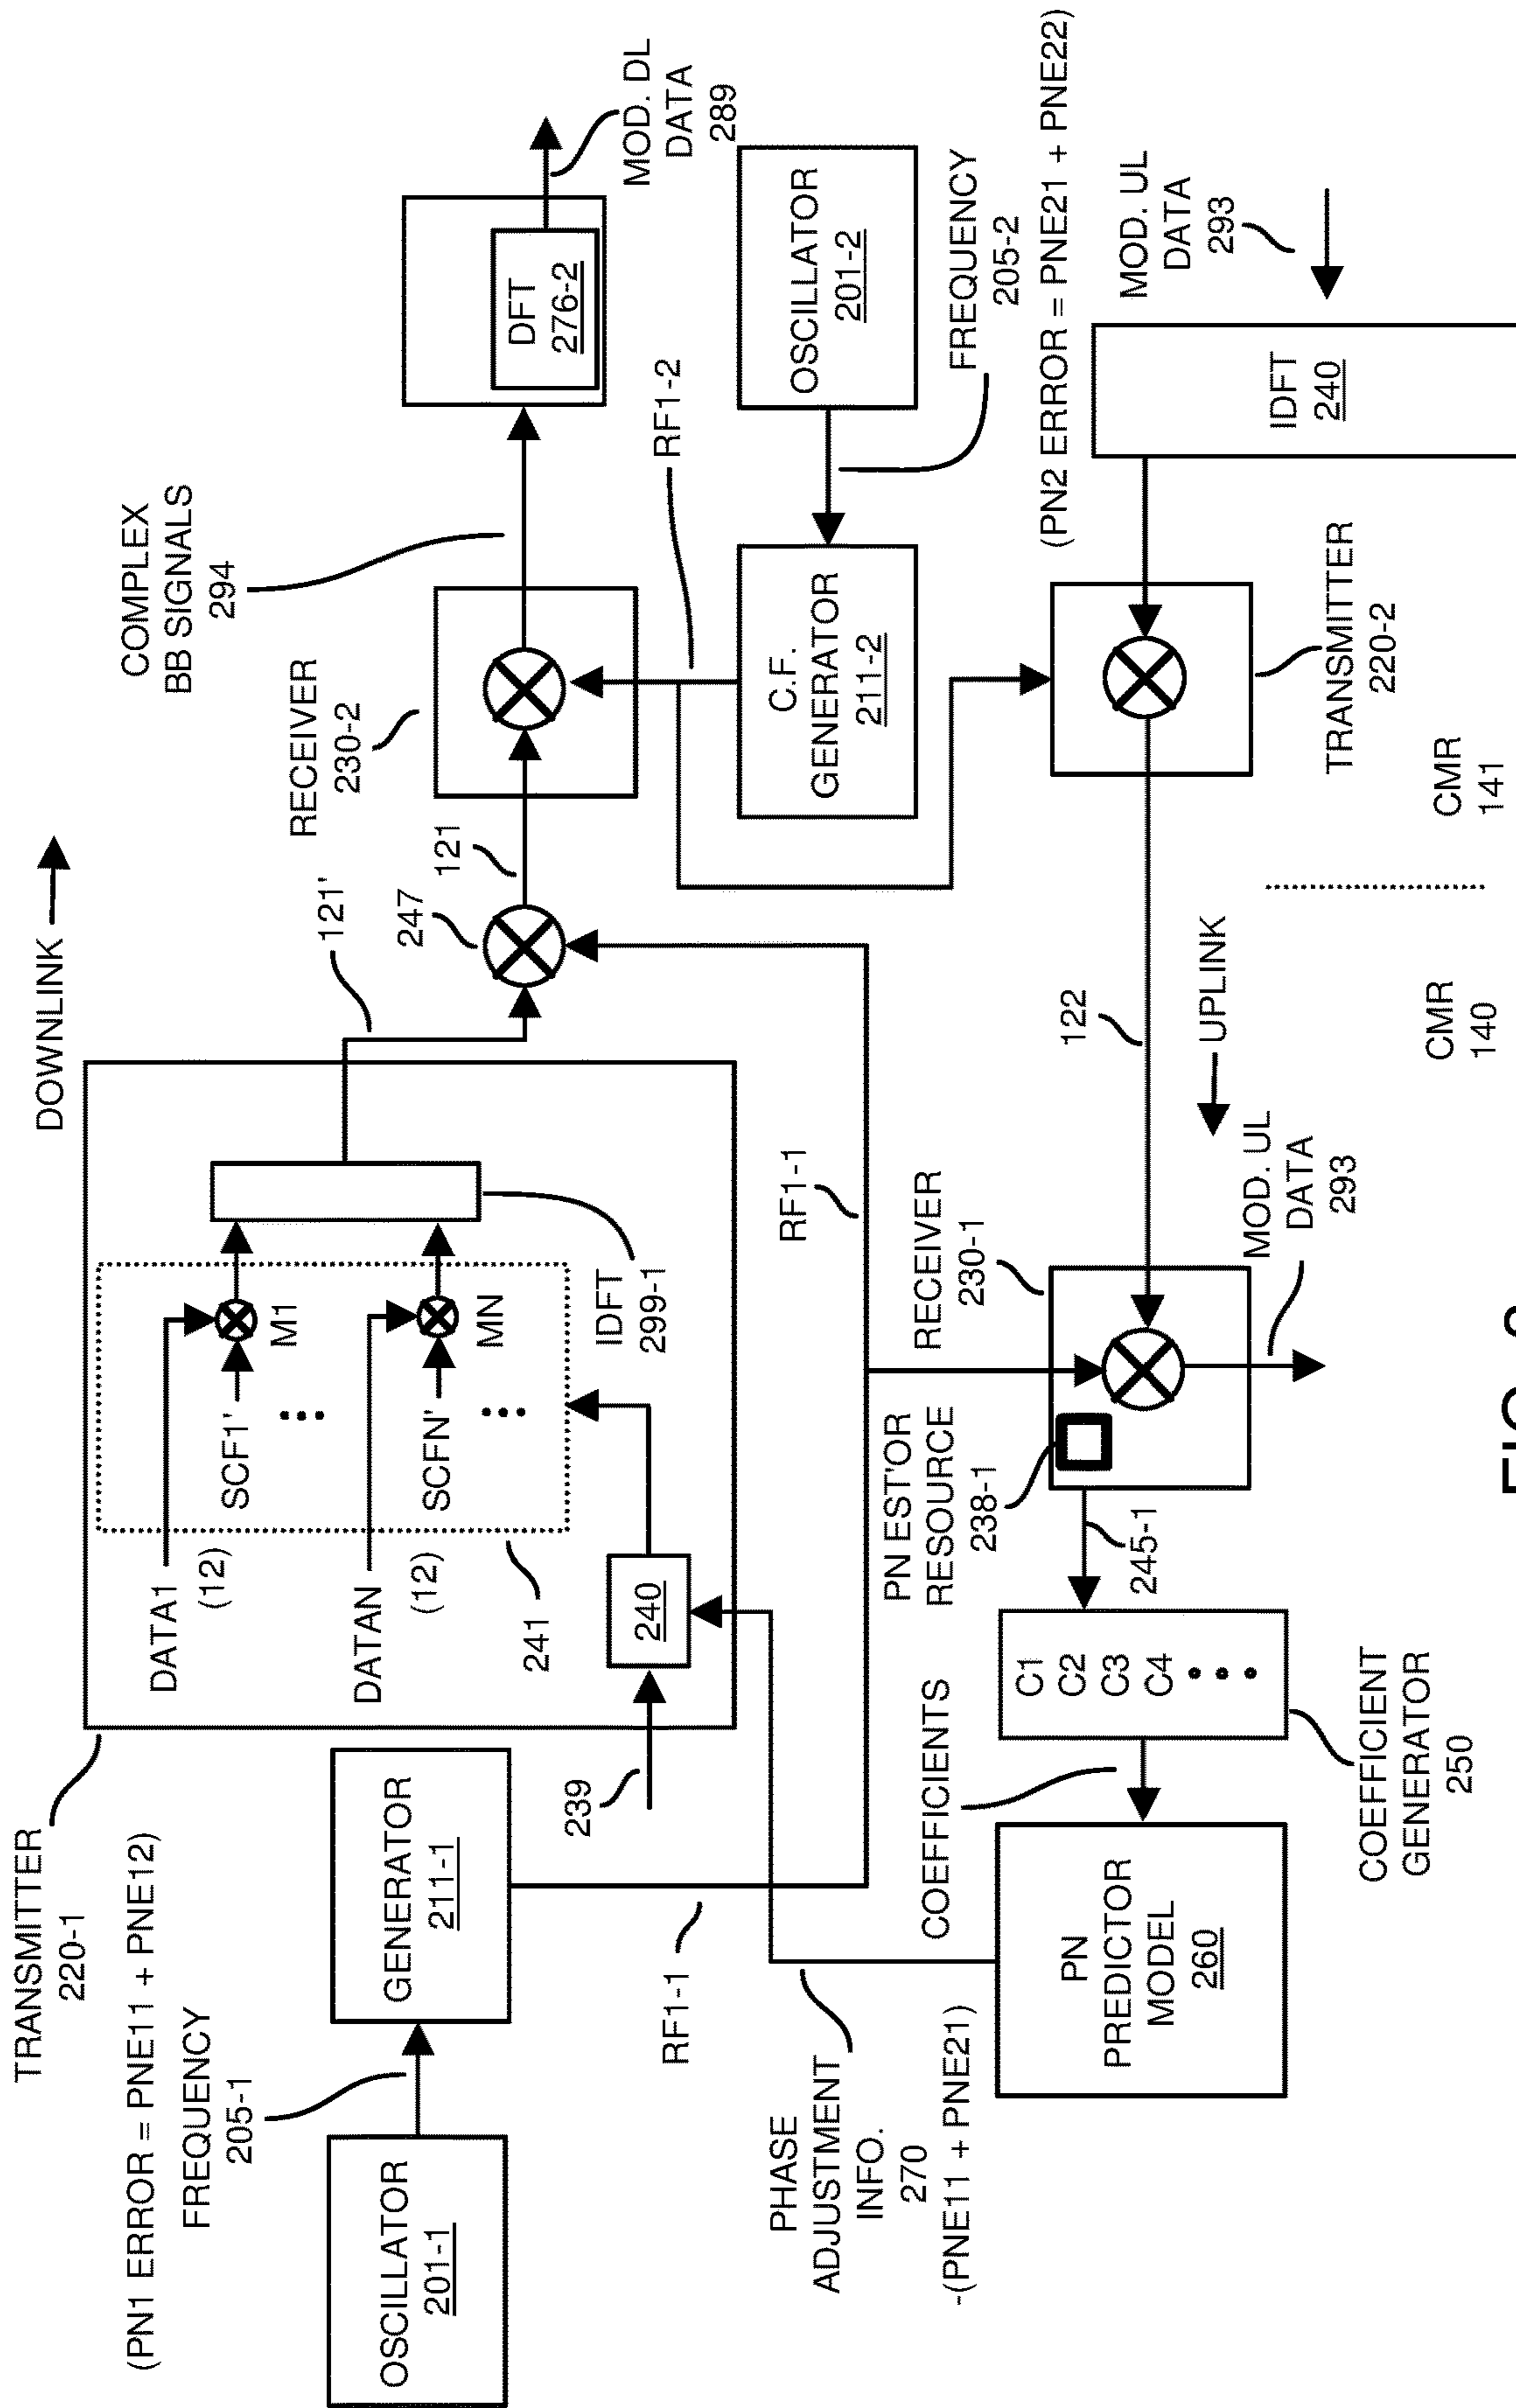 DOWNLINK
TRANSMITTER
220-1
(PN1 ERROR = PNE11 + PNE12)
FREQUENCY
205-1
OSCILLATOR
201-1
GENERATOR
211-1
RF1-1
239
240
241
DATA1
(12)
SCF1'
M1
DATAN
(12)
SCFN'
MN
IDFT
299-1
121'
247
121
RECEIVER
230-2
COMPLEX
BB SIGNALS
294
DFT
276-2
MOD. DL
DATA
289
RF1-2
C.F.
GENERATOR
211-2
OSCILLATOR
201-2
FREQUENCY
205-2
(PN2 ERROR = PNE21 + PNE22)
RF1-1
PHASE
ADJUSTMENT
INFO.
270
-(PNE11 + PNE21)
PN
PREDICTOR
MODEL
260
COEFFICIENTS
C1
C2
C3
C4
COEFFICIENT
GENERATOR
250
245-1
PN EST'OR
RESOURCE
238-1
RECEIVER
230-1
MOD. UL
DATA
293
122
UPLINK
TRANSMITTER
220-2
IDFT
240
MOD. UL
DATA
293
CMR
140
CMR
141